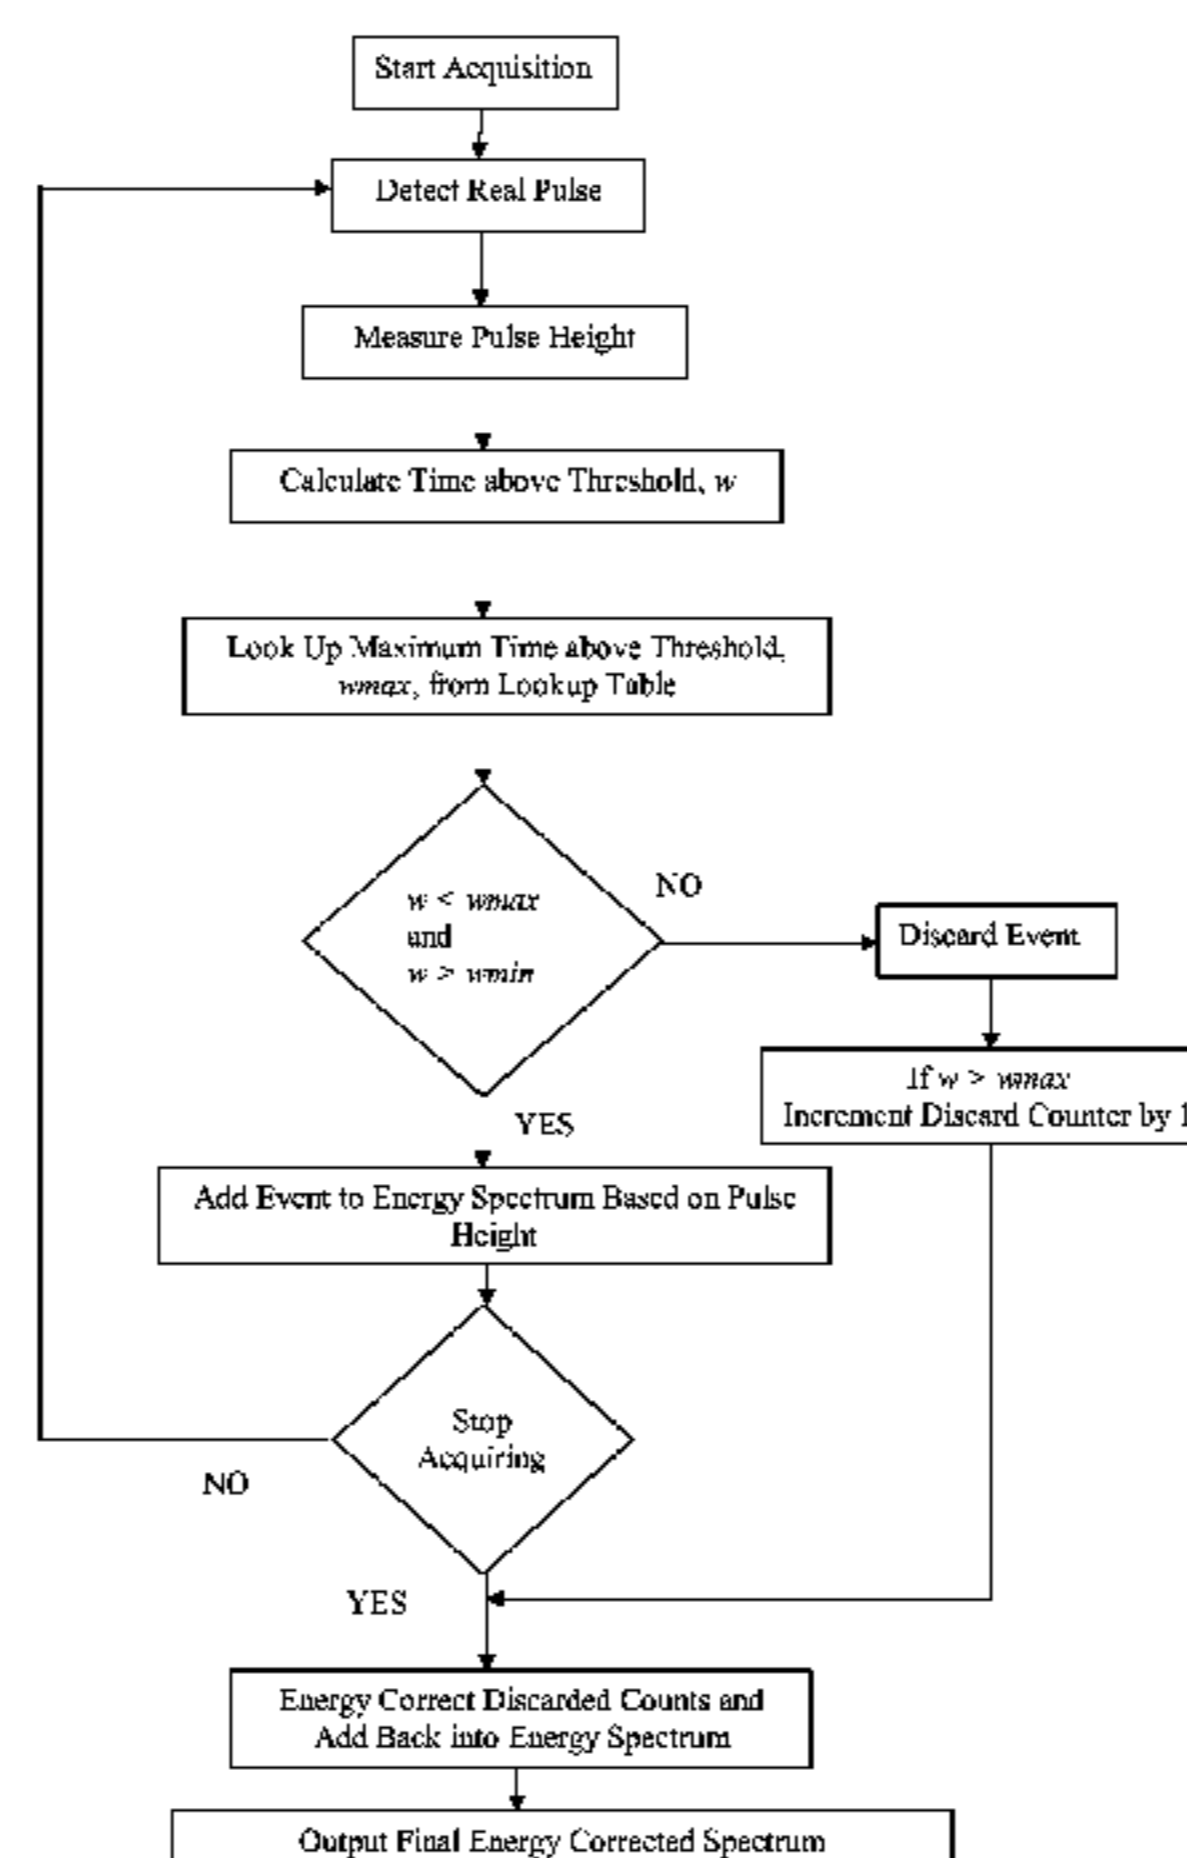 Start Acquisition
Detect Real Pulse
Measure Pulse Height
Calculate Time above Threshold, w
Look Up Maximum Time above Threshold,
wmax, from Lookup Table
w < wmax
and
w > wmin
NO
Discard Event
If w > wmax
Increment Discard Counter by 1
YES
Add Event to Energy Spectrum Based on Pulse
Height
Stop
Acquiring
NO
YES
Energy Correct Discarded Counts and
Add Back into Energy Spectrum
Output Final Energy Corrected Spectrum